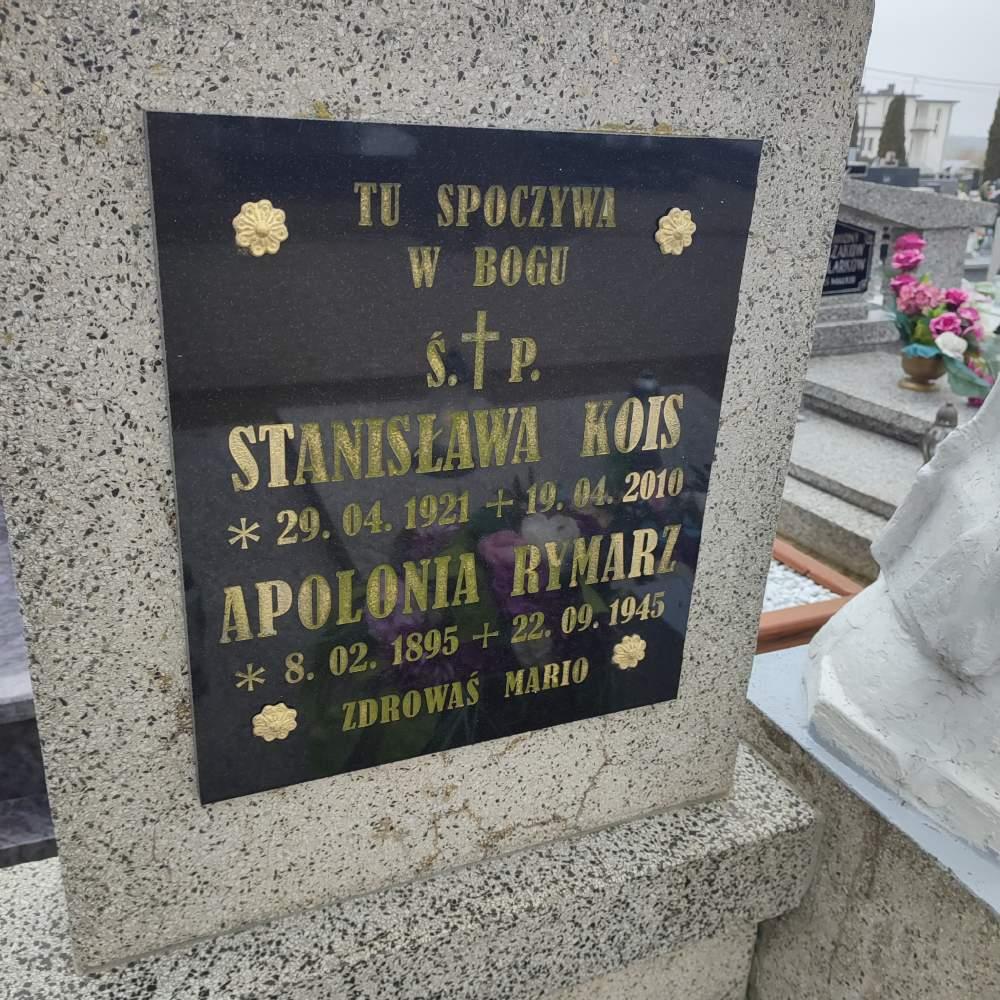 TU SPOCZYWA
W BOGU
Ś. P.
STANISŁAWA KOIS
* 29. 04. 1921 + 19. 04. 2010
APOLONIA RYMARZ
* 8. 02. 1895 + 22. 09. 1945
ZDROWAŚ MARIO